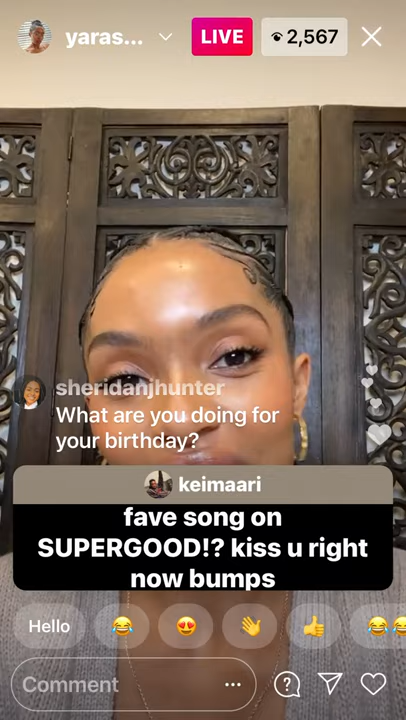 yaras...
LIVE
2,567
sheridanjhunter
What are you doing for
your birthday?
keimaari
fave song on
SUPERGOOD!? kiss u right
now bumps
Hello
Comment